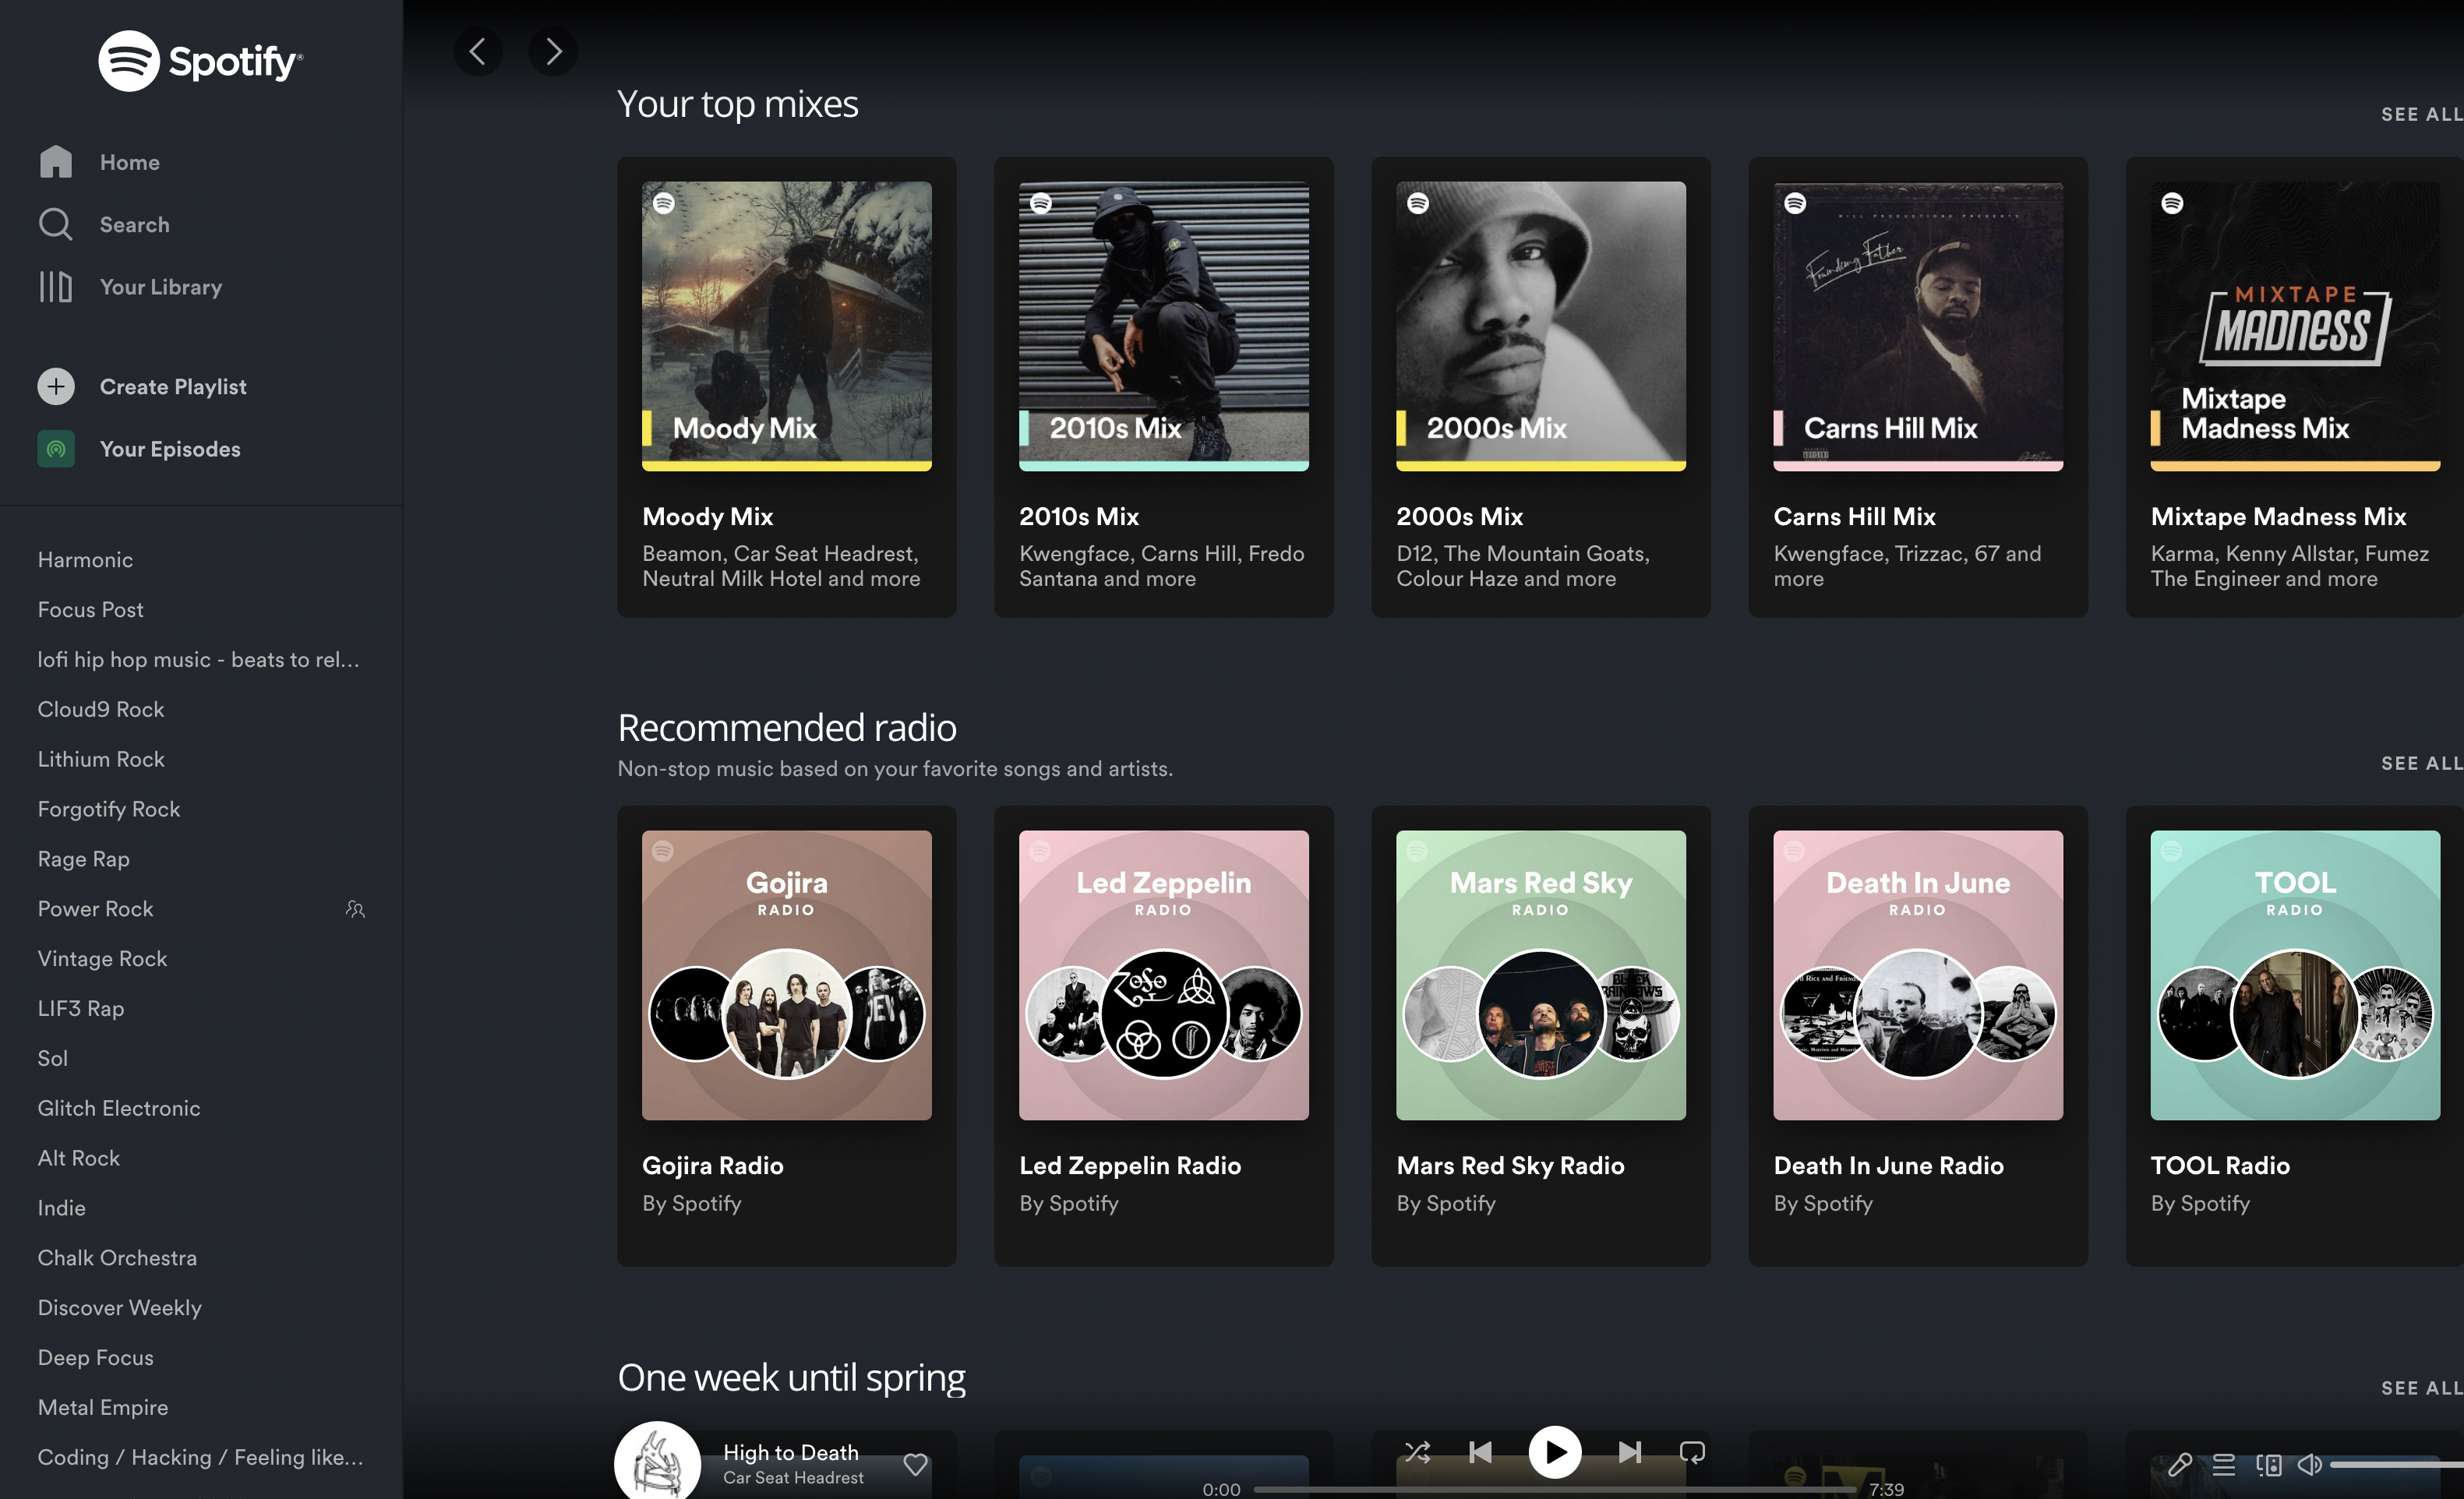 Spotify
Home
Search
Your Library
Create Playlist
Your Episodes
Harmonic
Focus Post
lofi hip hop music - beats to rel...
Cloud9 Rock
Lithium Rock
Forgotify Rock
Rage Rap
Power Rock
Vintage Rock
LIF3 Rap
Sol
Glitch Electronic
Alt Rock
Indie
Chalk Orchestra
Discover Weekly
Deep Focus
Metal Empire
Coding / Hacking / Feeling like...
Your top mixes
SEE ALL
Moody Mix
Moody Mix
Beamon, Car Seat Headrest,
Neutral Milk Hotel and more
2010s Mix
2010s Mix
Kwengface, Carns Hill, Fredo
Santana and more
2000s Mix
2000s Mix
D12, The Mountain Goats,
Colour Haze and more
HILL PRODUCTIONS PRESENTS
Founding Father
Carns Hill Mix
Carns Hill Mix
Kwengface, Trizzac, 67 and
more
MIXTAPE
MADNESS
Mixtape
Madness Mix
Mixtape Madness Mix
Karma, Kenny Allstar, Fumez
The Engineer and more
Recommended radio
Non-stop music based on your favorite songs and artists.
SEE ALL
Gojira
RADIO
Gojira Radio
By Spotify
Led Zeppelin
RADIO
Led Zeppelin Radio
By Spotify
Mars Red Sky
RADIO
BLACK
RAINBOWS
Mars Red Sky Radio
By Spotify
Death In June
RADIO
Death In June Radio
By Spotify
TOOL
RADIO
TOOL Radio
By Spotify
One week until spring
SEE ALL
High to Death
Car Seat Headrest
0:00
7:39